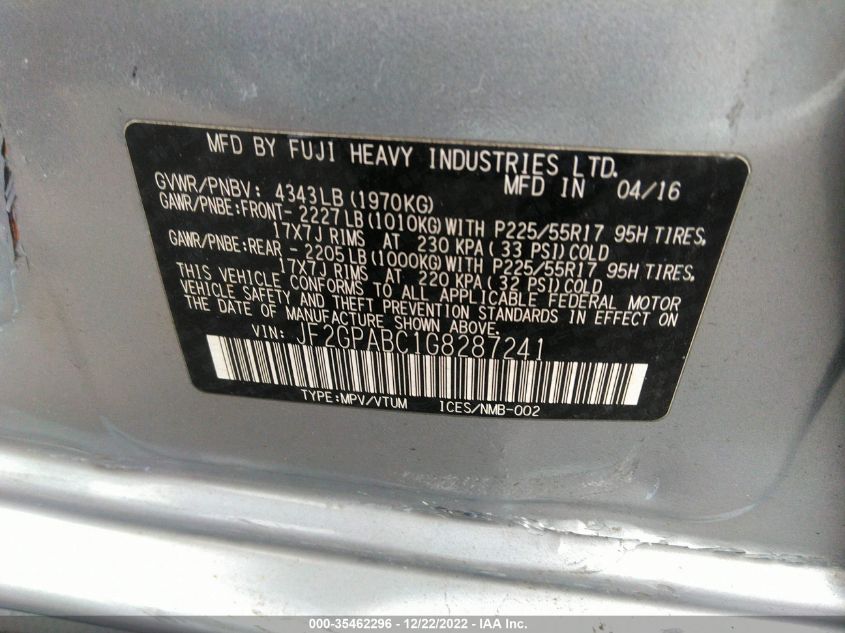 MFD BY FUJI HEAVY INDUSTRIES LTD.
MFD IN 04/16
GVWR/PNBV: 4343LB (1970KG)
GAWR/PNBE:FRONT- 2227LB (1010KG) WITH P225/55R17 95H TIRES,
17X7J RIMS AT 230 KPA ( 33 PSI) COLD
GAWR/PNBE:REAR - 2205LB (1000KG) WITH P225/55R17 95H TIRES,
17X7J RIMS AT 220 KPA ( 32 PSI) COLD
THIS VEHICLE CONFORMS TO ALL APPLICABLE FEDERAL MOTOR
VEHICLE SAFETY AND THEFT PREVENTION STANDARDS IN EFFECT ON
THE DATE OF MANUFACTURE SHOWN ABOVE.
VIN: JF2GPABC1G8287241
TYPE:MPV/VTUM ICES/NMB-002
000-35462296 - 12/22/2022 - IAA Inc.